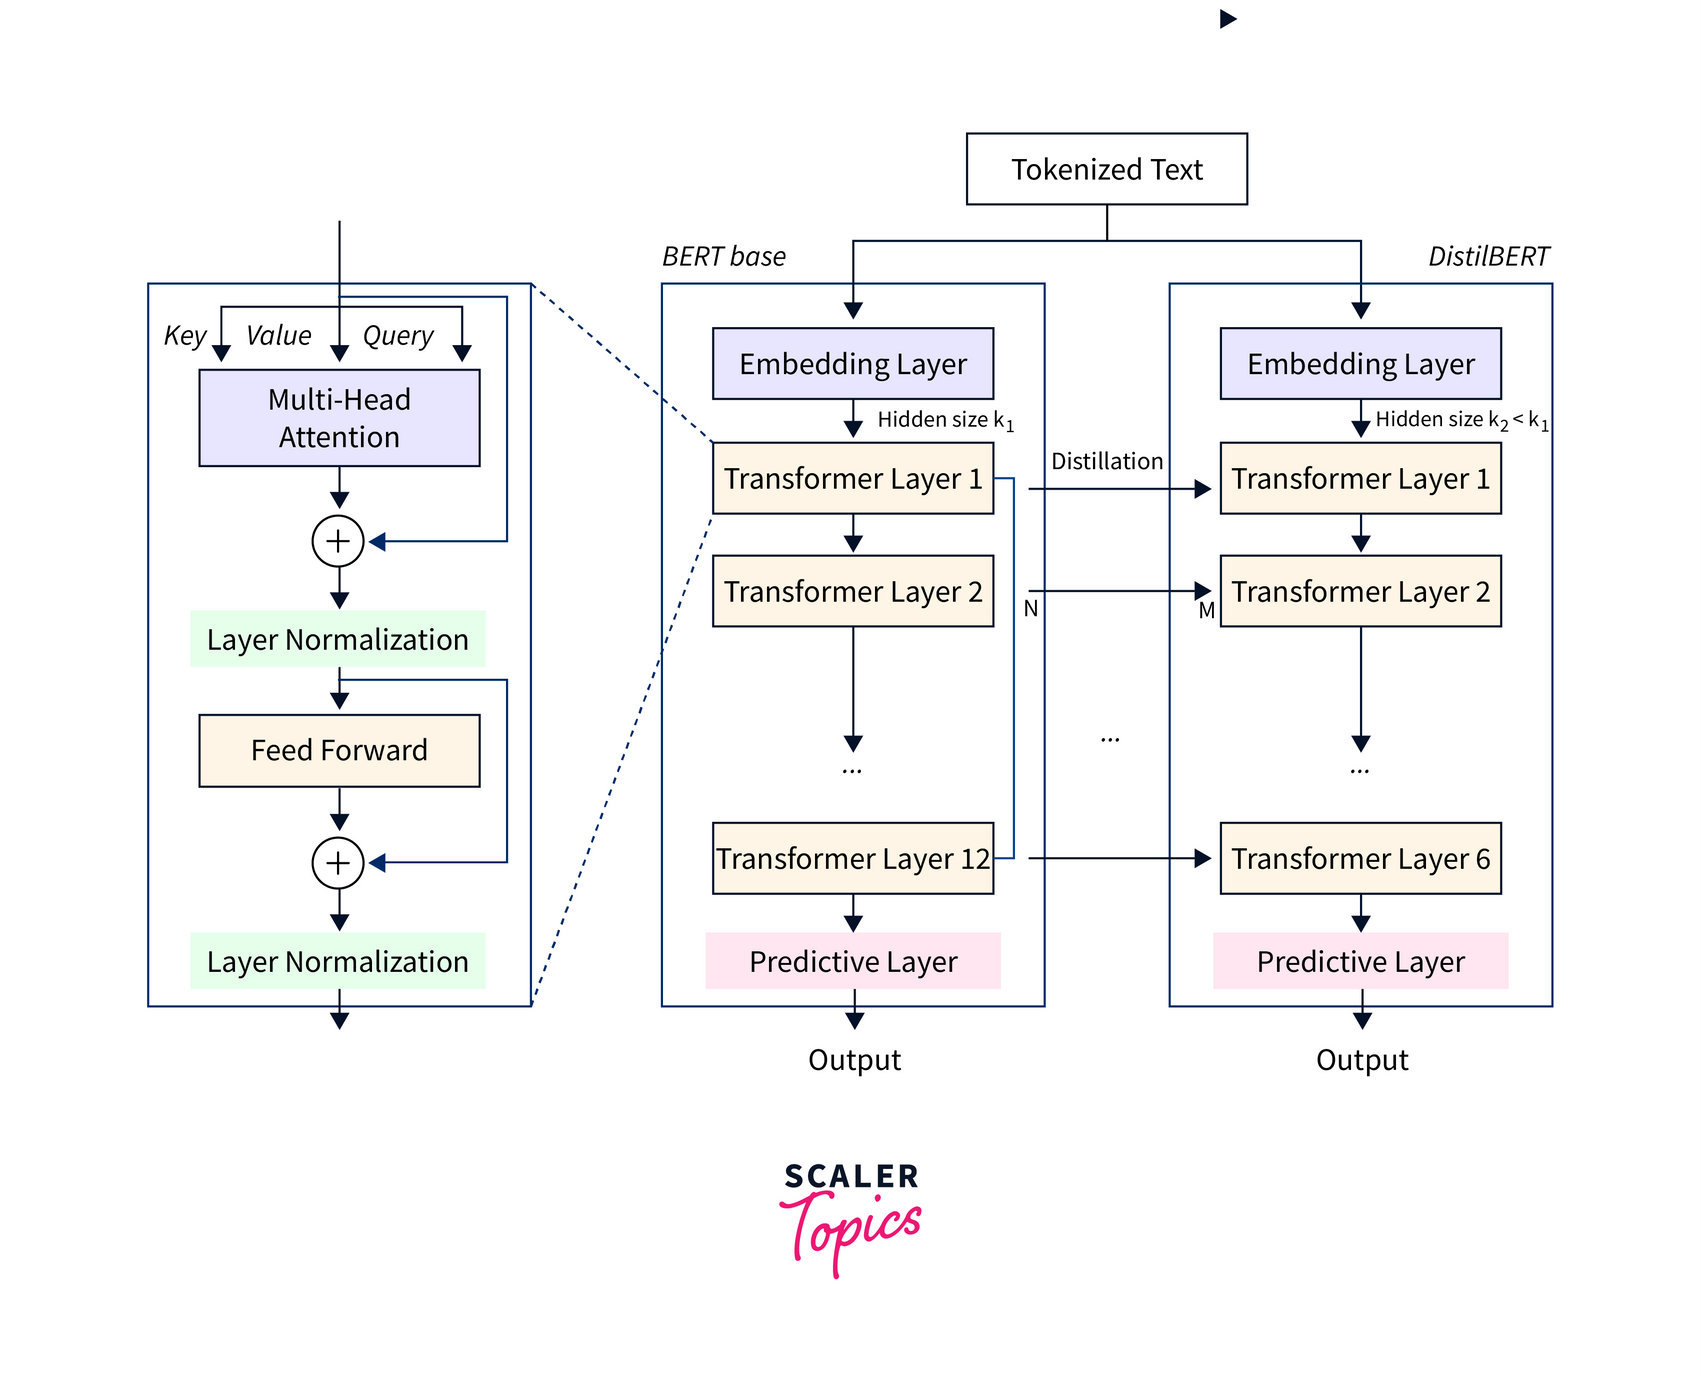 Tokenized Text
BERT base
DistilBERT
Key Value Query
Multi-Head
Attention
Layer Normalization
Feed Forward
Layer Normalization
Embedding Layer
Hidden size k1
Transformer Layer 1
Transformer Layer 2
...
Transformer Layer 12
Predictive Layer
Output
Distillation
N
M
...
Embedding Layer
Hidden size k2 < k1
Transformer Layer 1
Transformer Layer 2
...
Transformer Layer 6
Predictive Layer
Output
SCALER
Topics